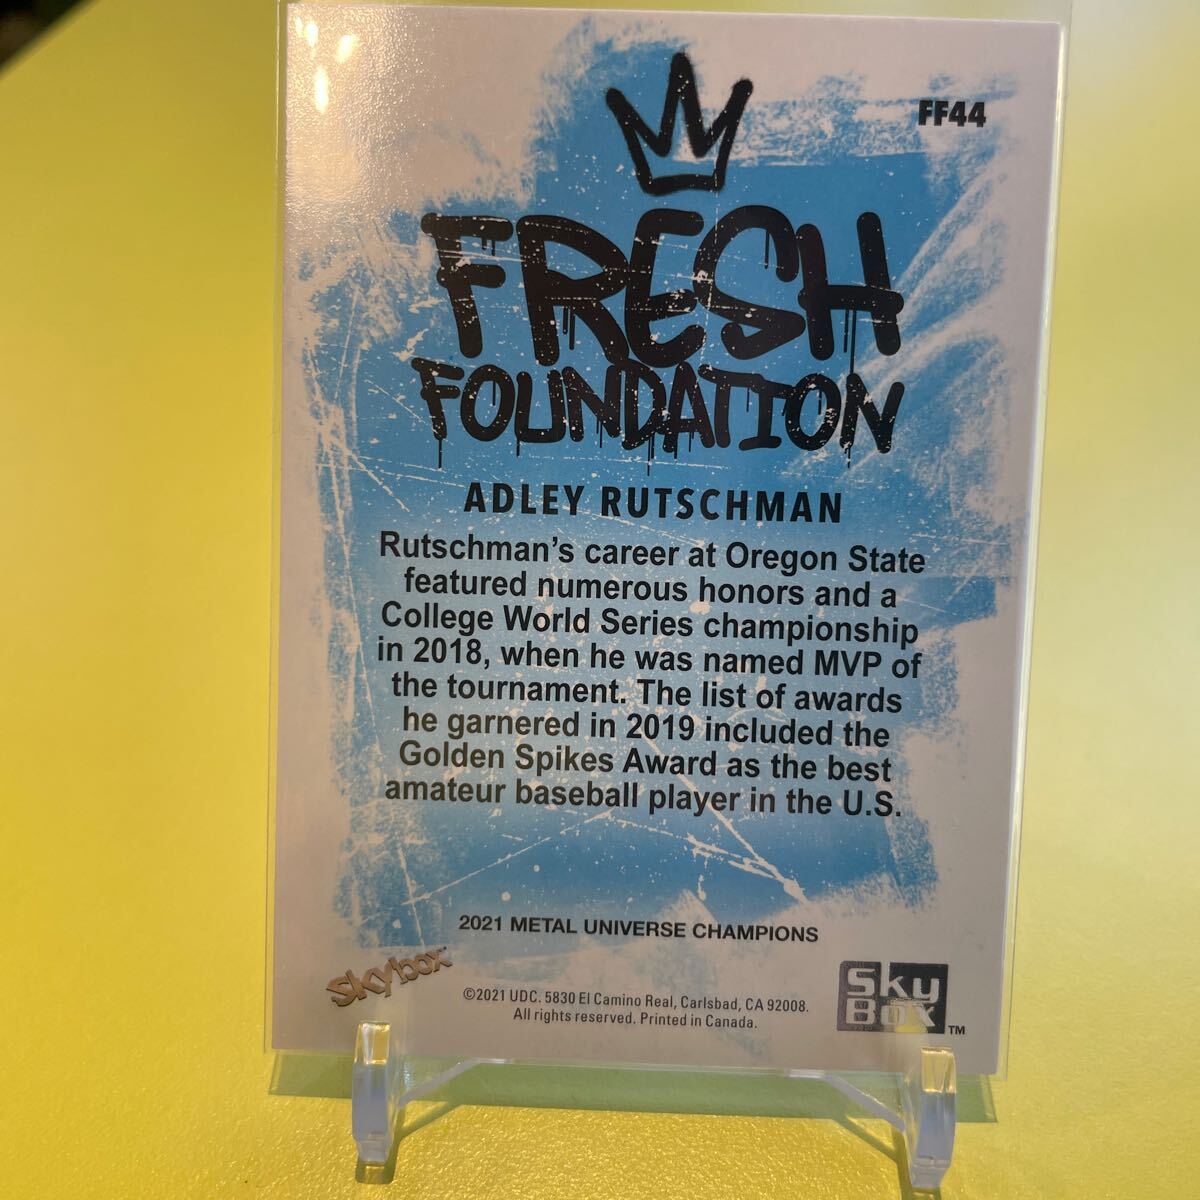 FF44
FRESH
FOUNDATION
ADLEY RUTSCHMAN
Rutschman's career at Oregon State
featured numerous honors and a
College World Series championship
in 2018, when he was named MVP of
the tournament. The list of awards
he garnered in 2019 included the
Golden Spikes Award as the best
amateur baseball player in the U.S.
2021 METAL UNIVERSE CHAMPIONS
skybox
©2021 UDC. 5830 El Camino Real, Carlsbad, CA 92008.
All rights reserved. Printed in Canada.
Sky
Box TM